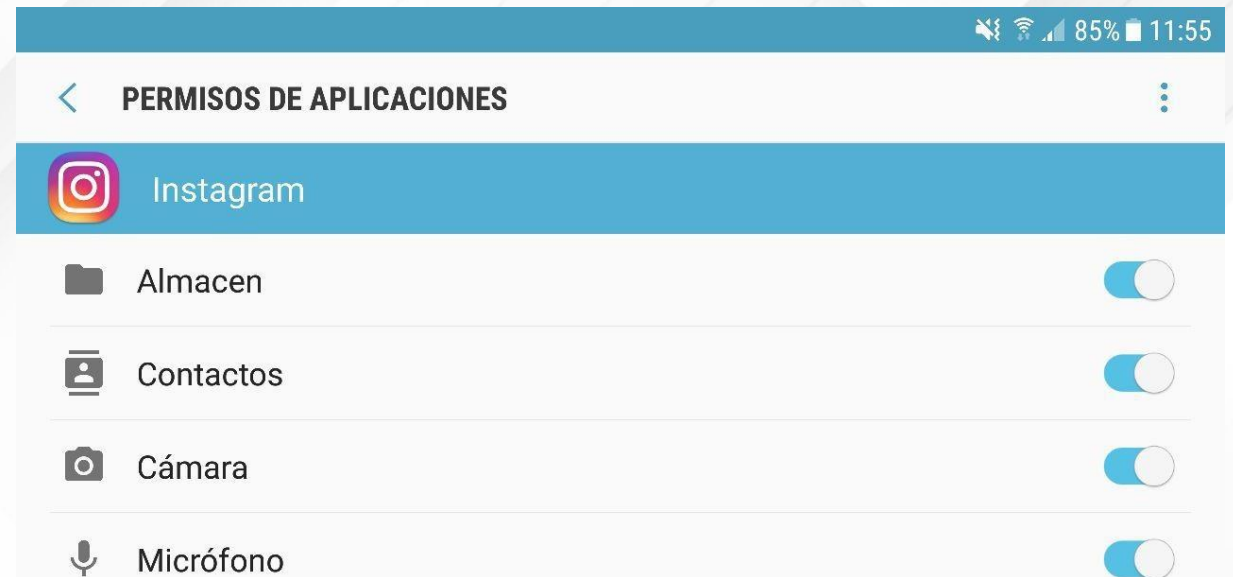 85% 11:55
PERMISOS DE APLICACIONES
Instagram
Almacen
Contactos
Cámara
Micrófono